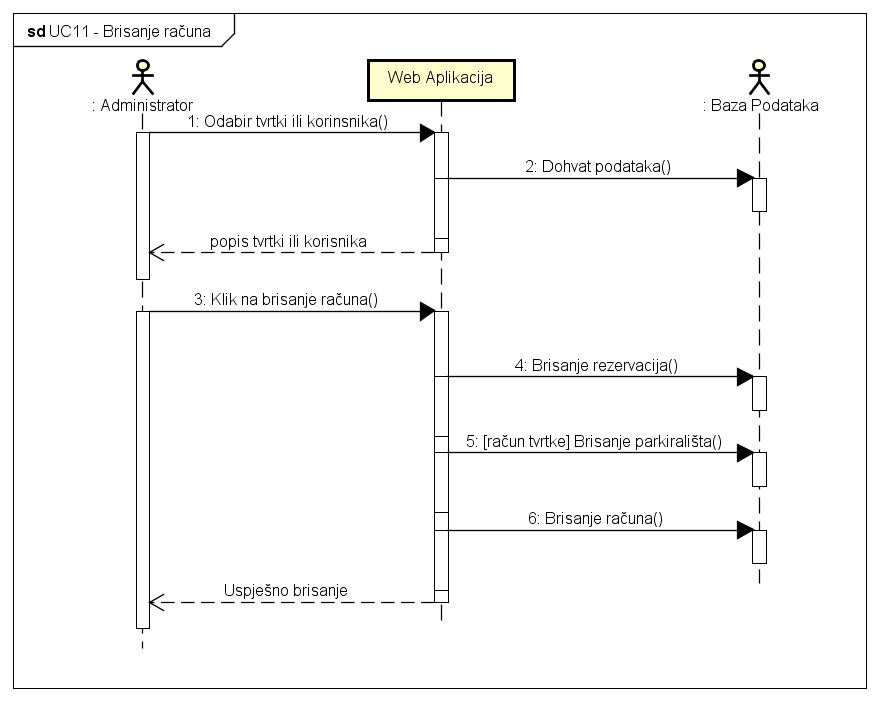 sd UC11 - Brisanje računa
: Administrator
Web Aplikacija
: Baza Podataka
1: Odabir tvrtki ili korinsnika()
2: Dohvat podataka()
popis tvrtki ili korisnika
3: Klik na brisanje računa()
4: Brisanje rezervacija()
5: [račun tvrtke] Brisanje parkirališta()
6: Brisanje računa()
Uspješno brisanje